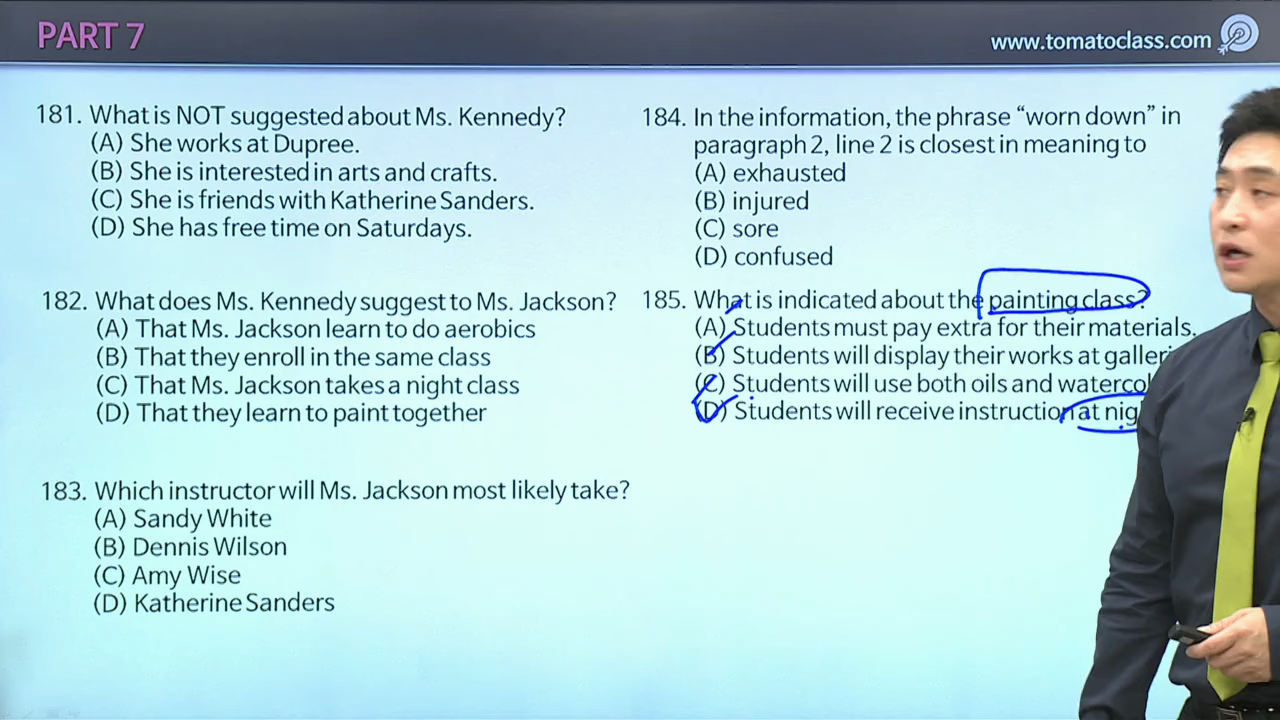 PART 7
www.tomatoclass.com
181. What is NOT suggested about Ms. Kennedy?
(A) She works at Dupree.
(B) She is interested in arts and crafts.
(C) She is friends with Katherine Sanders.
(D) She has free time on Saturdays.
182. What does Ms. Kennedy suggest to Ms. Jackson?
(A) That Ms. Jackson learn to do aerobics
(B) That they enroll in the same class
(C) That Ms. Jackson takes a night class
(D) That they learn to paint together
183. Which instructor will Ms. Jackson most likely take?
(A) Sandy White
(B) Dennis Wilson
(C) Amy Wise
(D) Katherine Sanders
184. In the information, the phrase “worn down” in
paragraph 2, line 2 is closest in meaning to
(A) exhausted
(B) injured
(C) sore
(D) confused
185. What is indicated about the painting class?
(A) Students must pay extra for their materials.
(B) Students will display their works at
(C) Students will use both oils and
(D) Students will receive instruction at